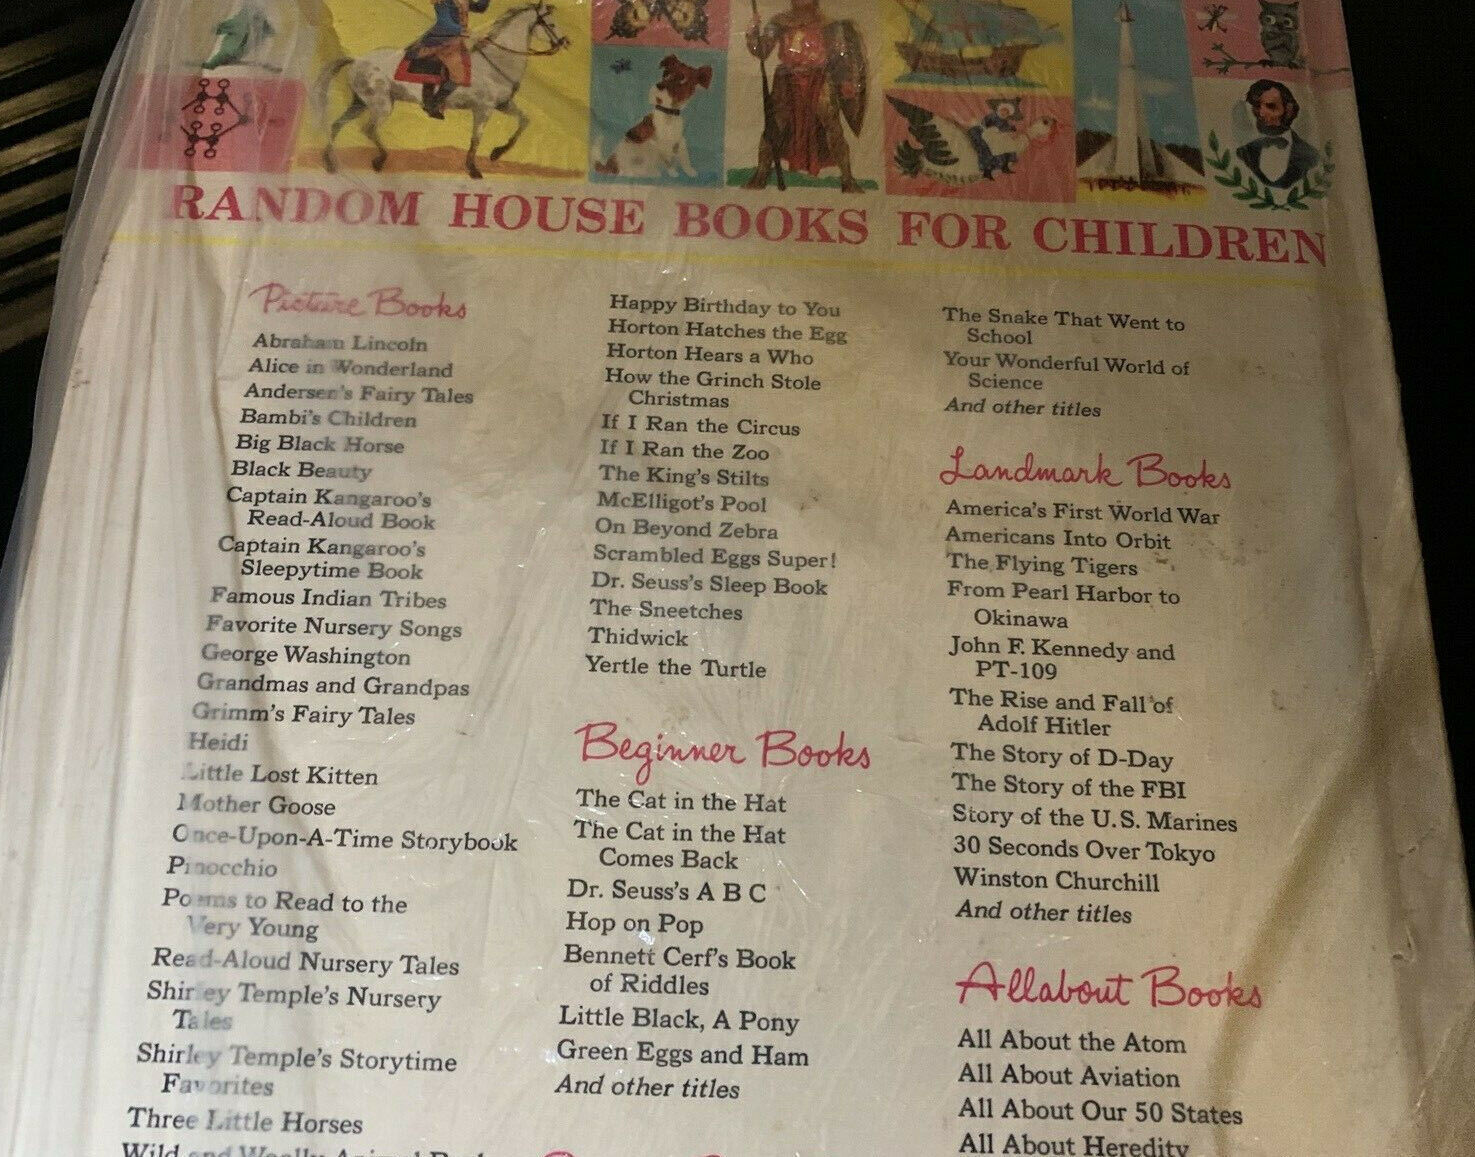 RANDOM HOUSE BOOKS FOR CHILDREN
Picture Books
Abraham Lincoln
Alice in Wonderland
Andersen's Fairy Tales
Bambi's Children
Big Black Horse
Black Beauty
Captain Kangaroo's
Read-Aloud Book
Captain Kangaroo's
Sleepytime Book
Famous Indian Tribes
Favorite Nursery Songs
George Washington
Grandmas and Grandpas
Grimm's Fairy Tales
Heidi
Little Lost Kitten
Mother Goose
Once-Upon-A-Time Storybook
Pinocchio
Poems to Read to the
Very Young
Read-Aloud Nursery Tales
Shirley Temple's Nursery
Tales
Shirley Temple's Storytime
Favorites
Three Little Horses
Wild and Woolly Animal
Happy Birthday to You
Horton Hatches the Egg
Horton Hears a Who
How the Grinch Stole
Christmas
If I Ran the Circus
If I Ran the Zoo
The King's Stilts
McElligot's Pool
On Beyond Zebra
Scrambled Eggs Super!
Dr. Seuss's Sleep Book
The Sneetches
Thidwick
Yertle the Turtle
Beginner Books
The Cat in the Hat
The Cat in the Hat
Comes Back
Dr. Seuss's A B C
Hop on Pop
Bennett Cerf's Book
of Riddles
Little Black, A Pony
Green Eggs and Ham
And other titles
The Snake That Went to
School
Your Wonderful World of
Science
And other titles
Landmark Books
America's First World War
Americans Into Orbit
The Flying Tigers
From Pearl Harbor to
Okinawa
John F. Kennedy and
PT-109
The Rise and Fall of
Adolf Hitler
The Story of D-Day
The Story of the FBI
Story of the U.S. Marines
30 Seconds Over Tokyo
Winston Churchill
And other titles
Allabout Books
All About the Atom
All About Aviation
All About Our 50 States
All About Heredity